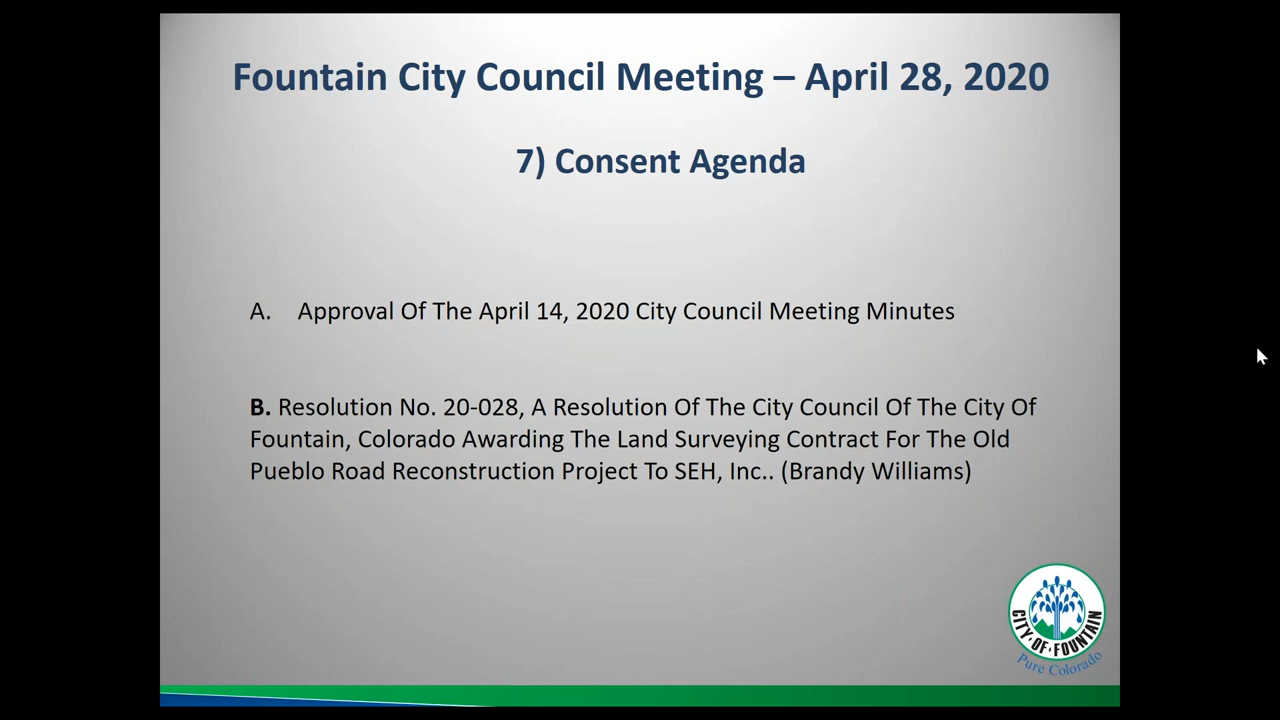 Fountain City Council Meeting – April 28, 2020
7) Consent Agenda
A. Approval Of The April 14, 2020 City Council Meeting Minutes
B. Resolution No. 20-028, A Resolution Of The City Council Of The City Of
Fountain, Colorado Awarding The Land Surveying Contract For The Old
Pueblo Road Reconstruction Project To SEH, Inc.. (Brandy Williams)
CITY·OF·FOUNTAIN
Pure Colorado